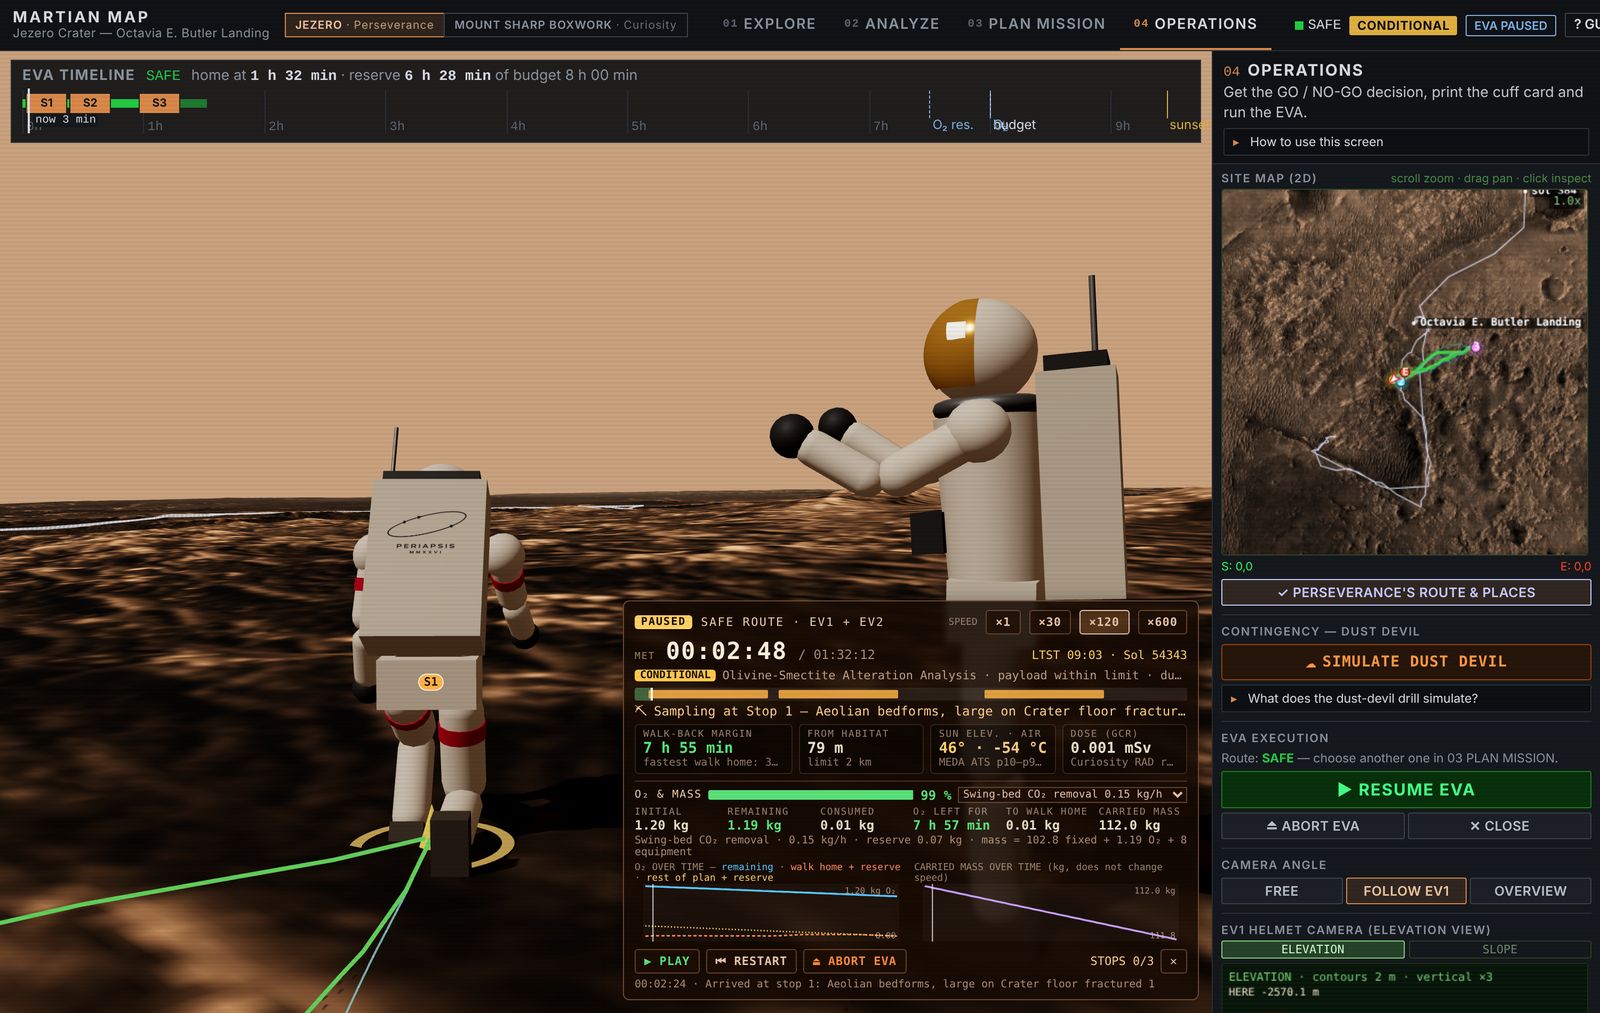 MARTIAN MAP
Jezero Crater — Octavia E. Butler Landing
JEZERO · Perseverance
MOUNT SHARP BOXWORK · Curiosity
01 EXPLORE
02 ANALYZE
03 PLAN MISSION
04 OPERATIONS
SAFE
CONDITIONAL
EVA PAUSED
? GU
EVA TIMELINE SAFE home at 1 h 32 min · reserve 6 h 28 min of budget 8 h 00 min
S1 S2 S3
now 3 min
1h 2h 3h 4h 5h 6h 7h O₂ res. budget 9h sunse
PERIAPSIS
MMXXVI
S1
PAUSED SAFE ROUTE · EV1 + EV2 SPEED ×1 ×30 ×120 ×600
MET 00:02:48 / 01:32:12 LTST 09:03 · Sol 54343
CONDITIONAL Olivine-Smectite Alteration Analysis · payload within limit · du…
⛏ Sampling at Stop 1 — Aeolian bedforms, large on Crater floor fractur…
WALK-BACK MARGIN
7 h 55 min
fastest walk home: 3…
FROM HABITAT
79 m
limit 2 km
SUN ELEV. · AIR
46° · -54 °C
MEDA ATS p10–p9…
DOSE (GCR)
0.001 mSv
Curiosity RAD r…
O₂ & MASS 99 % Swing-bed CO₂ removal 0.15 kg/h
INITIAL REMAINING CONSUMED O₂ LEFT FOR TO WALK HOME CARRIED MASS
1.20 kg 1.19 kg 0.01 kg 7 h 57 min 0.01 kg 112.0 kg
Swing-bed CO₂ removal · 0.15 kg/h · reserve 0.07 kg · mass = 102.8 fixed + 1.19 O₂ + 8
equipment
O₂ OVER TIME — remaining · walk home + reserve
· rest of plan + reserve
1.20 kg O₂
0.00
CARRIED MASS OVER TIME (kg, does not change
speed)
112.0 kg
111.8
▶ PLAY ⏮ RESTART ⏏ ABORT EVA STOPS 0/3 ×
00:02:24 · Arrived at stop 1: Aeolian bedforms, large on Crater floor fractured 1
04 OPERATIONS
Get the GO / NO-GO decision, print the cuff card and
run the EVA.
▸ How to use this screen
SITE MAP (2D) scroll zoom · drag pan · click inspect
Sol 384
1.0x
Octavia E. Butler Landing
E
3
S: 0,0 E: 0,0
✓ PERSEVERANCE'S ROUTE & PLACES
CONTINGENCY — DUST DEVIL
☁ SIMULATE DUST DEVIL
▸ What does the dust-devil drill simulate?
EVA EXECUTION
Route: SAFE — choose another one in 03 PLAN MISSION.
▶ RESUME EVA
⏏ ABORT EVA ✕ CLOSE
CAMERA ANGLE
FREE FOLLOW EV1 OVERVIEW
EV1 HELMET CAMERA (ELEVATION VIEW)
ELEVATION SLOPE
ELEVATION · contours 2 m · vertical ×3
HERE -2570.1 m